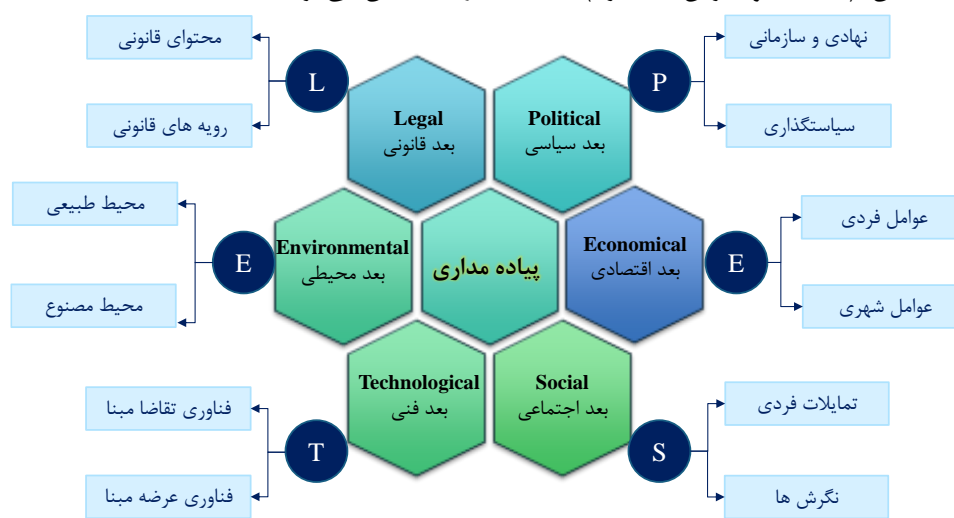 محتوای قانونی
رویه های قانونی
L
Legal
بعد قانونی
Political
بعد سیاسی
P
نهادی و سازمانی
سیاستگذاری
محیط طبیعی
محیط مصنوع
E
Environmental
بعد محیطی
پیاده مداری
Economical
بعد اقتصادی
E
عوامل فردی
عوامل شهری
فناوری تقاضا مبنا
فناوری عرضه مبنا
T
Technological
بعد فنی
Social
بعد اجتماعی
S
تمایلات فردی
نگرش ها